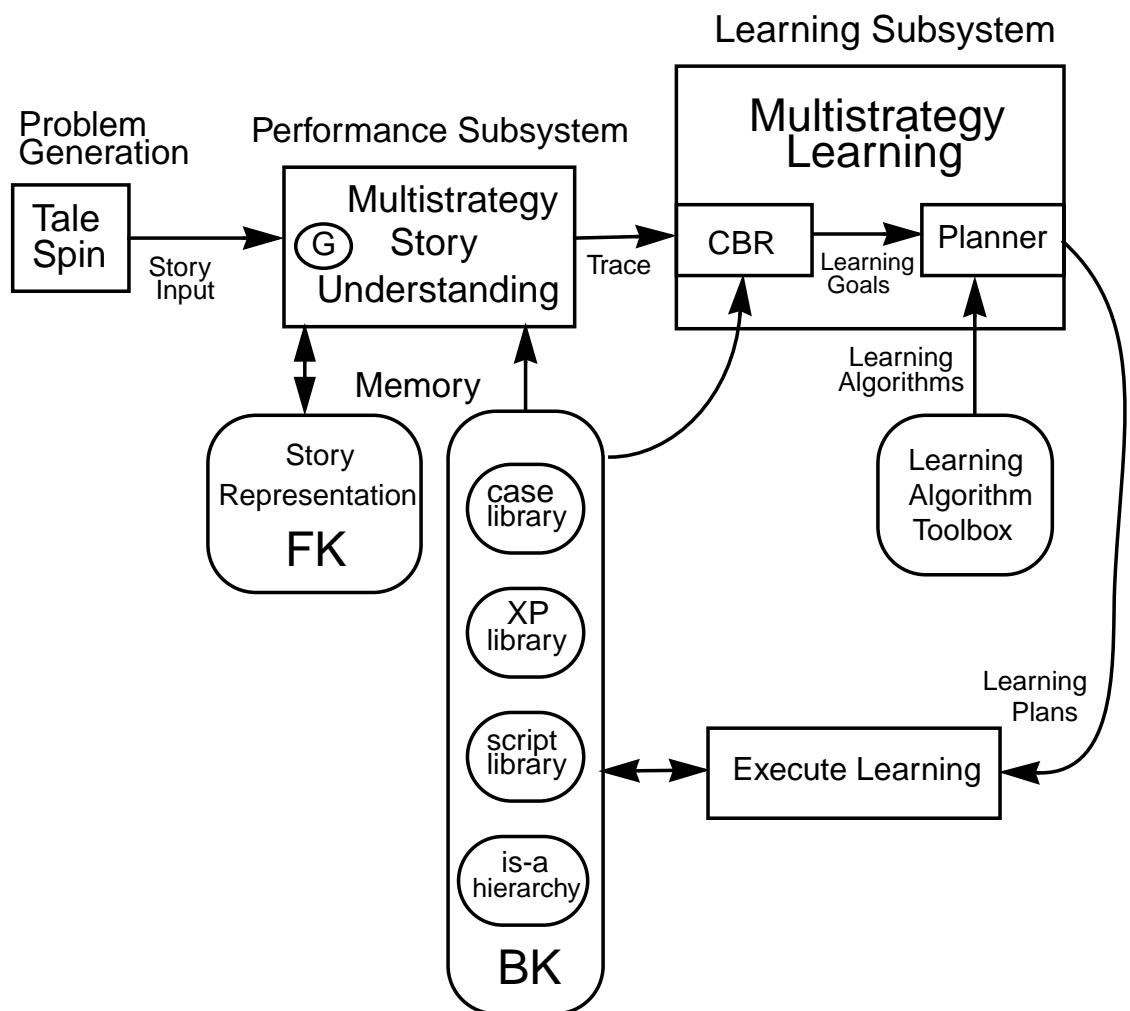 Learning Subsystem
Problem
Generation
Performance Subsystem
Multistrategy
Learning
Tale
Spin
Story
Input
G
Multistrategy
Story
Understanding
Trace
CBR
Learning
Goals
Planner
Memory
Learning
Algorithms
Story
Representation
FK
case
library
XP
library
script
library
is-a
hierarchy
BK
Learning
Algorithm
Toolbox
Learning
Plans
Execute Learning